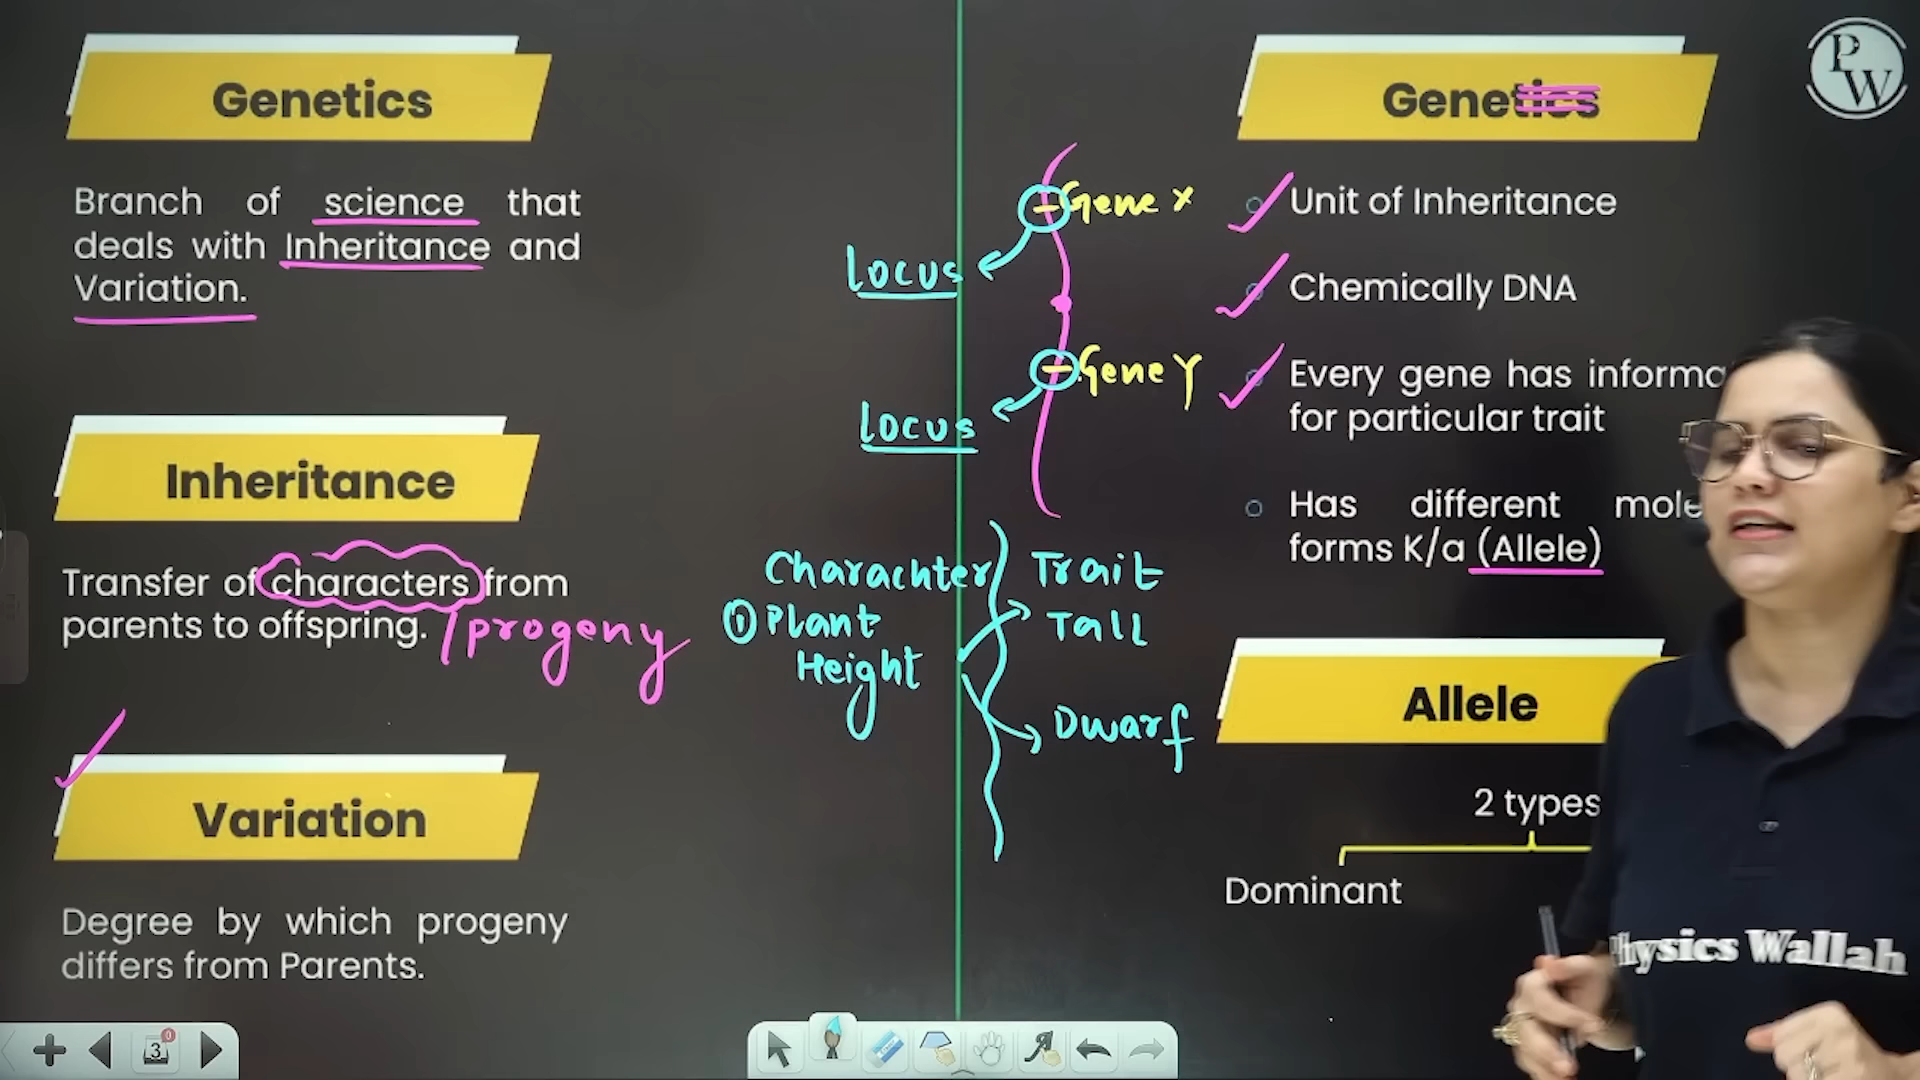 Genetics
Branch of science that
deals with Inheritance and
Variation.
Inheritance
Transfer of characters from
parents to offspring. / progeny
Variation
Degree by which progeny
differs from Parents.
Gene X
Locus
Gene Y
Locus
Charachter
Trait
① Plant
Height
Tall
Dwarf
Genetics
Unit of Inheritance
Chemically DNA
Every gene has informa
for particular trait
Has different mole
forms K/a (Allele)
Allele
2 types
Dominant
PW
Physics Wallah
3
0